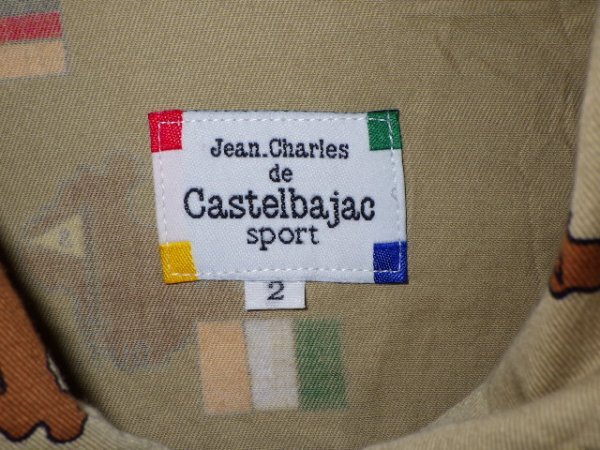 Jean.Charles
de
Castelbajac
sport
2